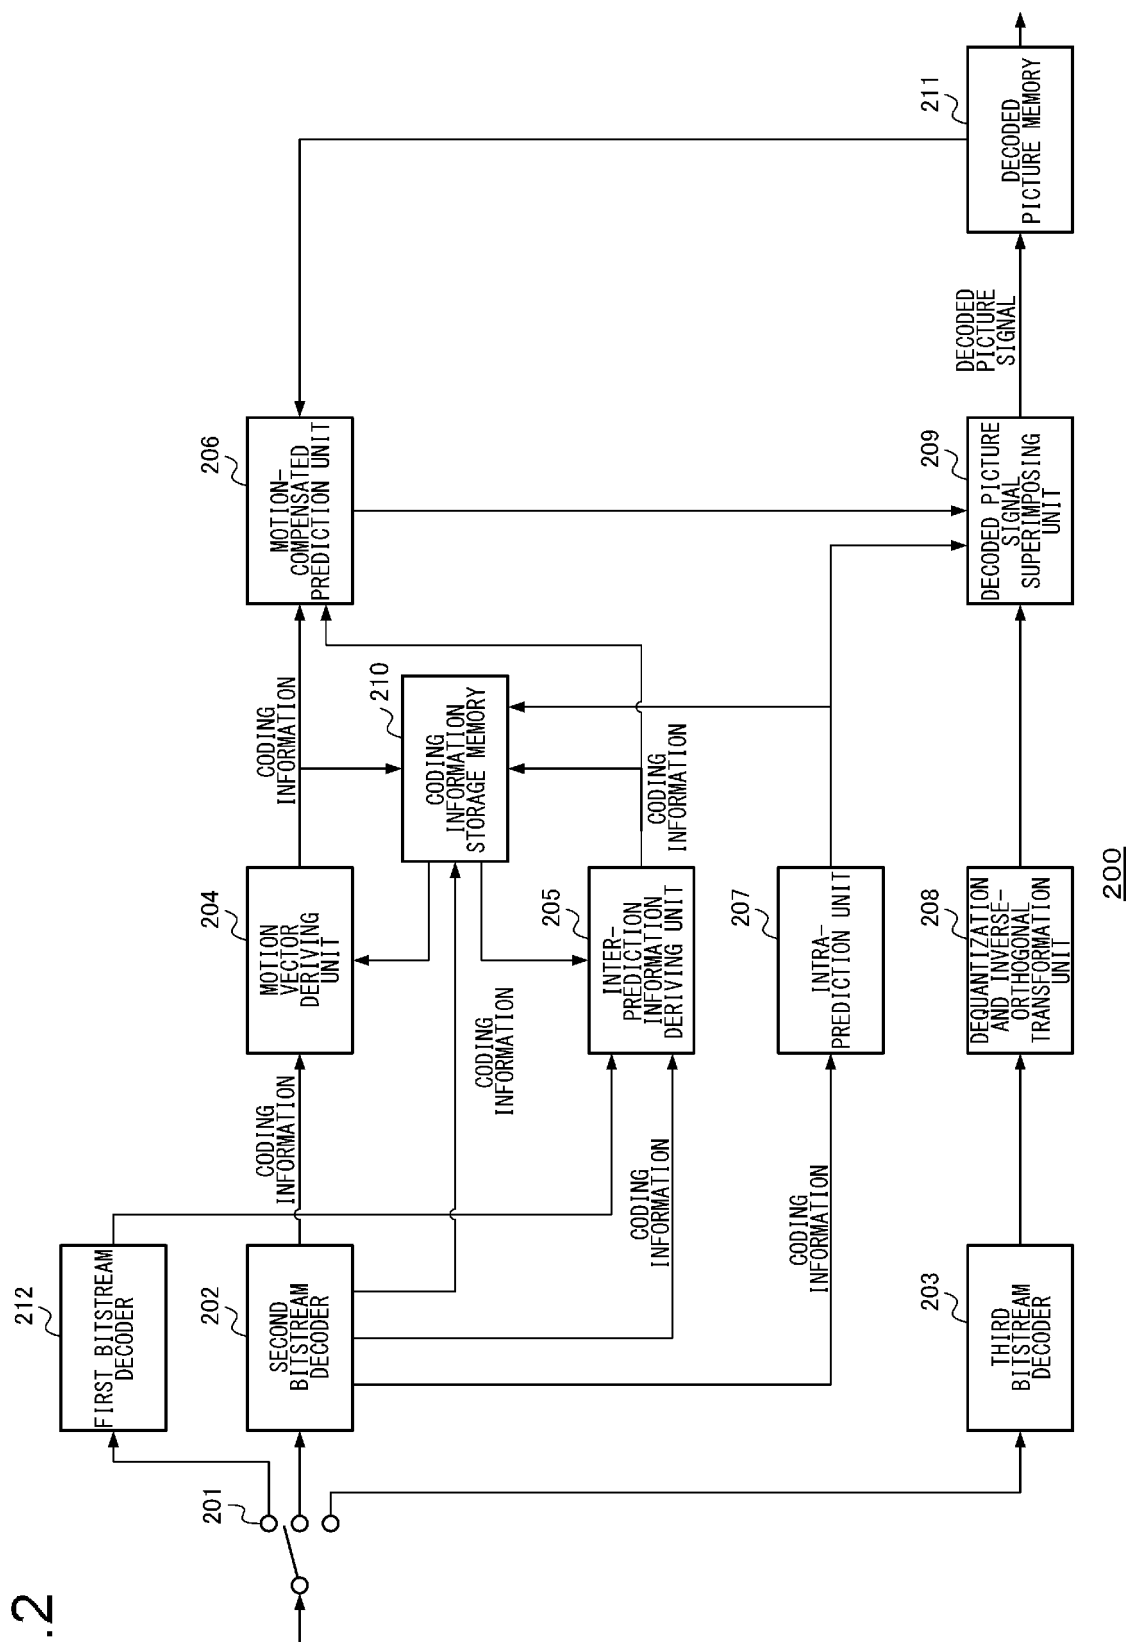 .2
201
212
FIRST BITSTREAM
DECODER
202
SECOND
BITSTREAM
DECODER
203
THIRD
BITSTREAM
DECODER
CODING
INFORMATION
CODING
INFORMATION
CODING
INFORMATION
CODING
INFORMATION
204
MOTION
VECTOR
DERIVING
UNIT
205
INTER-
PREDICTION
INFORMATION
DERIVING UNIT
207
INTRA-
PREDICTION UNIT
208
DEQUANTIZATION
AND INVERSE-
ORTHOGONAL
TRANSFORMATION
UNIT
CODING
INFORMATION
210
CODING
INFORMATION
STORAGE MEMORY
CODING
INFORMATION
206
MOTION-
COMPENSATED
PREDICTION UNIT
209
DECODED PICTURE
SIGNAL
SUPERIMPOSING
UNIT
DECODED
PICTURE
SIGNAL
211
DECODED
PICTURE MEMORY
200